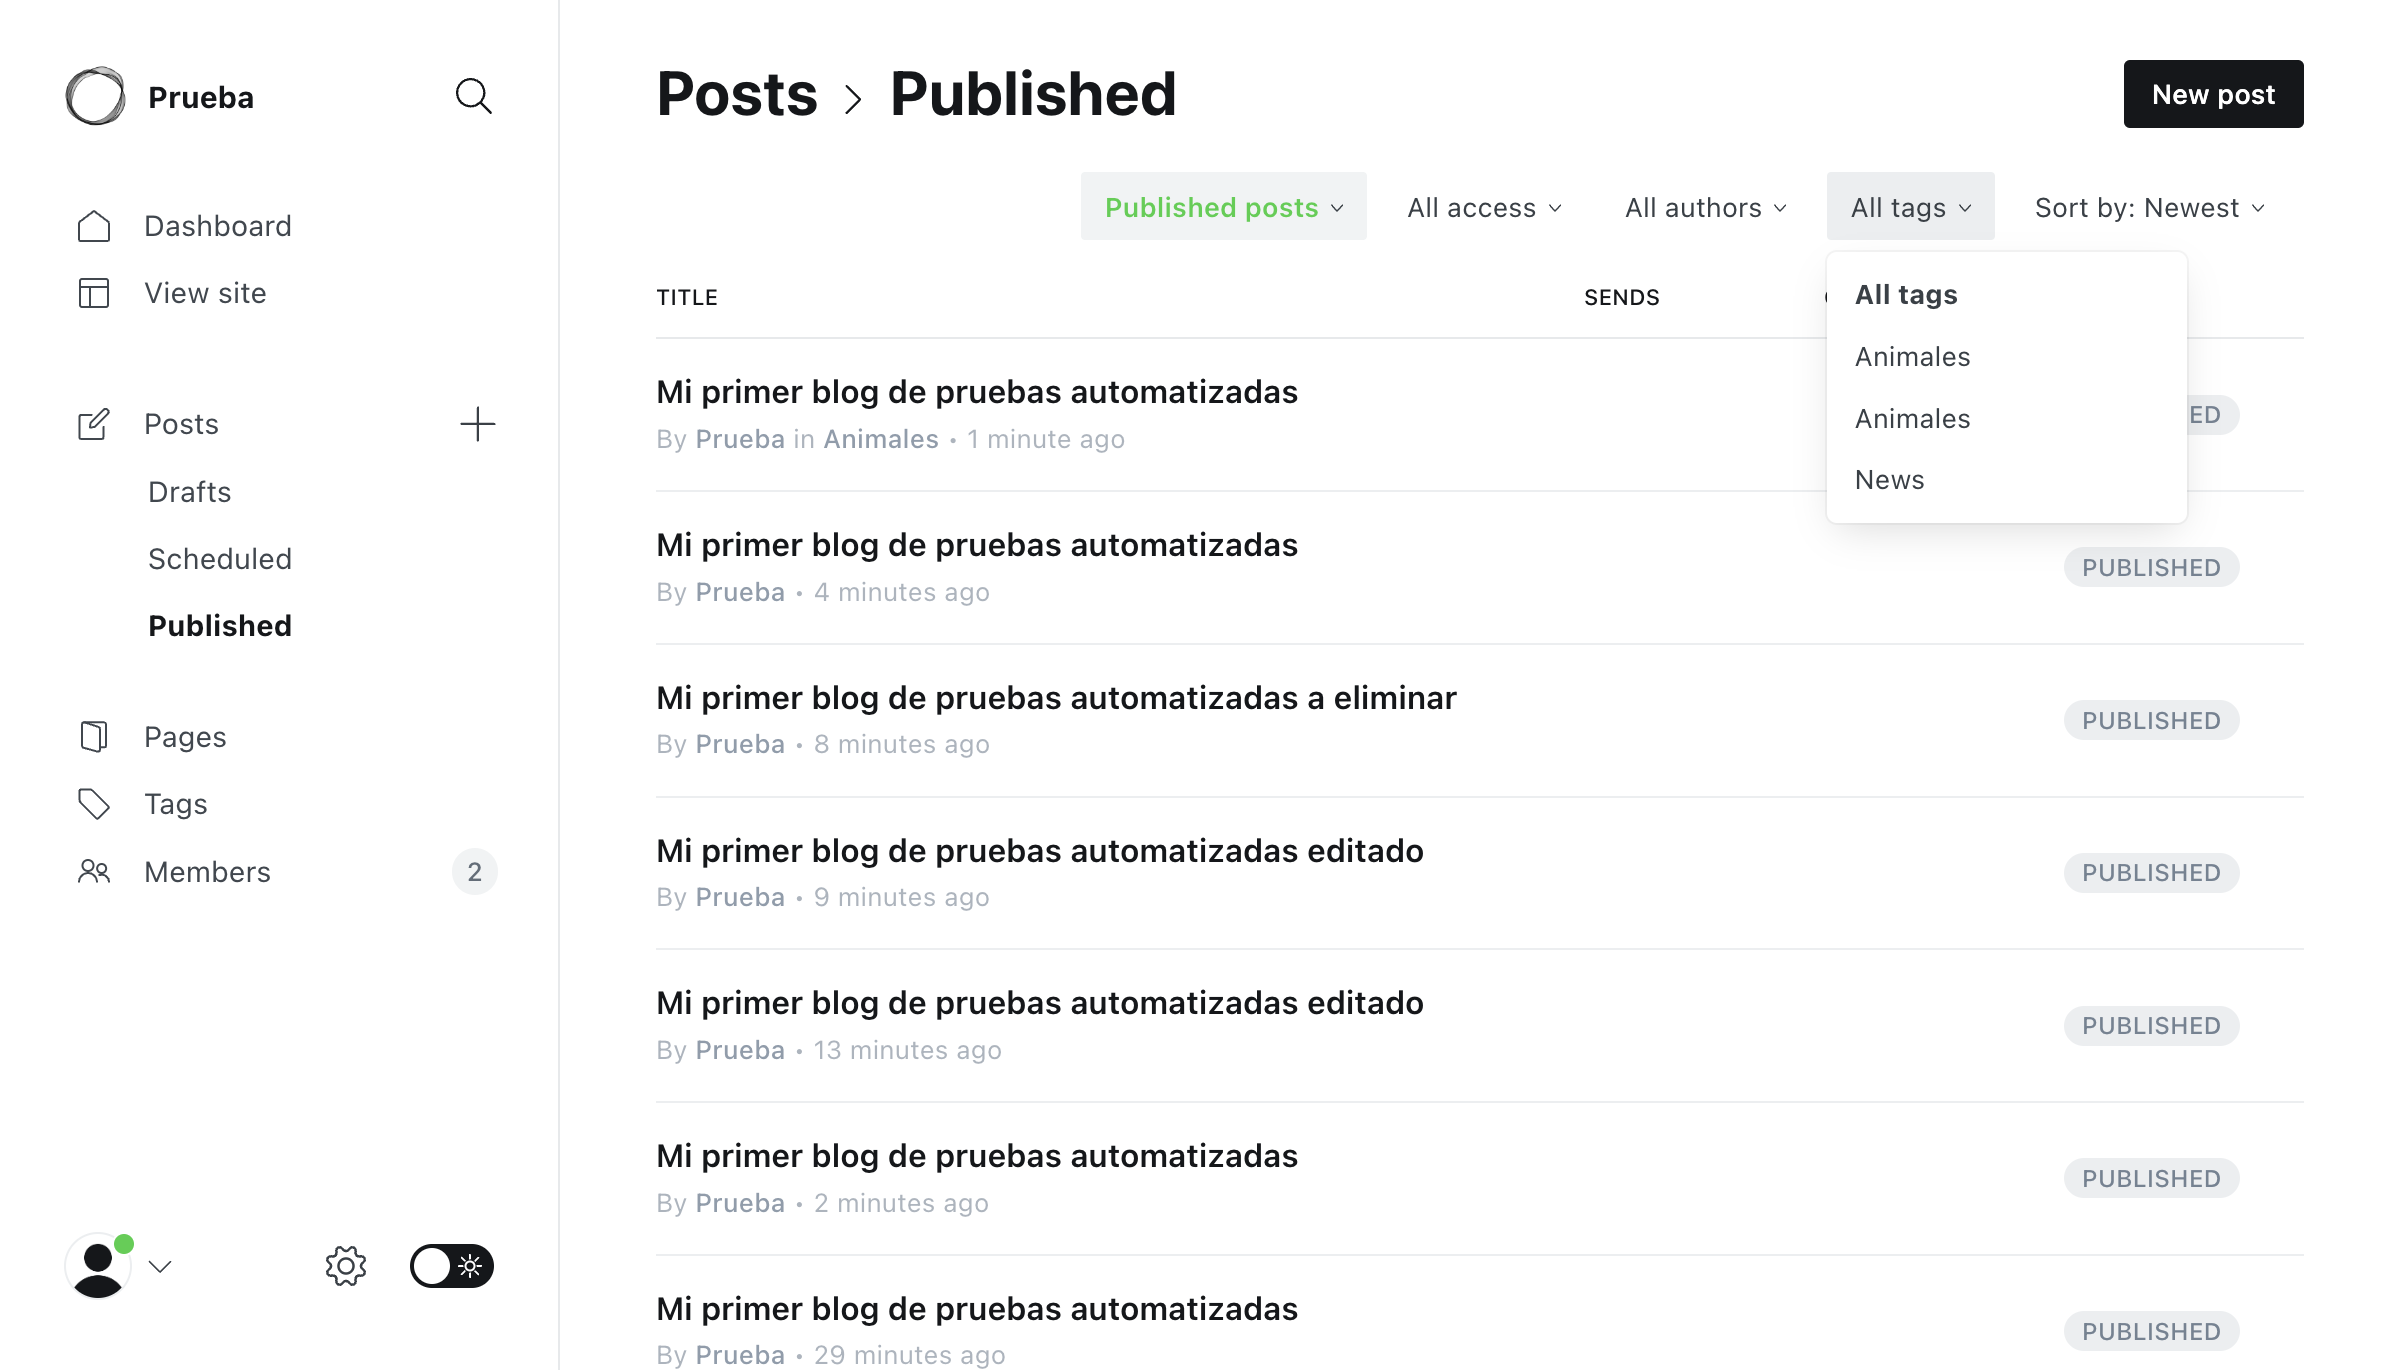 Prueba
Dashboard
View site
Posts
Drafts
Scheduled
Published
Pages
Tags
Members 2
Posts > Published
New post
Published posts All access All authors All tags Sort by: Newest
All tags
Animales
Animales
News
TITLE SENDS
Mi primer blog de pruebas automatizadas
By Prueba in Animales • 1 minute ago
ED
Mi primer blog de pruebas automatizadas
By Prueba • 4 minutes ago
PUBLISHED
Mi primer blog de pruebas automatizadas a eliminar
By Prueba • 8 minutes ago
PUBLISHED
Mi primer blog de pruebas automatizadas editado
By Prueba • 9 minutes ago
PUBLISHED
Mi primer blog de pruebas automatizadas editado
By Prueba • 13 minutes ago
PUBLISHED
Mi primer blog de pruebas automatizadas
By Prueba • 2 minutes ago
PUBLISHED
Mi primer blog de pruebas automatizadas
By Prueba • 29 minutes ago
PUBLISHED